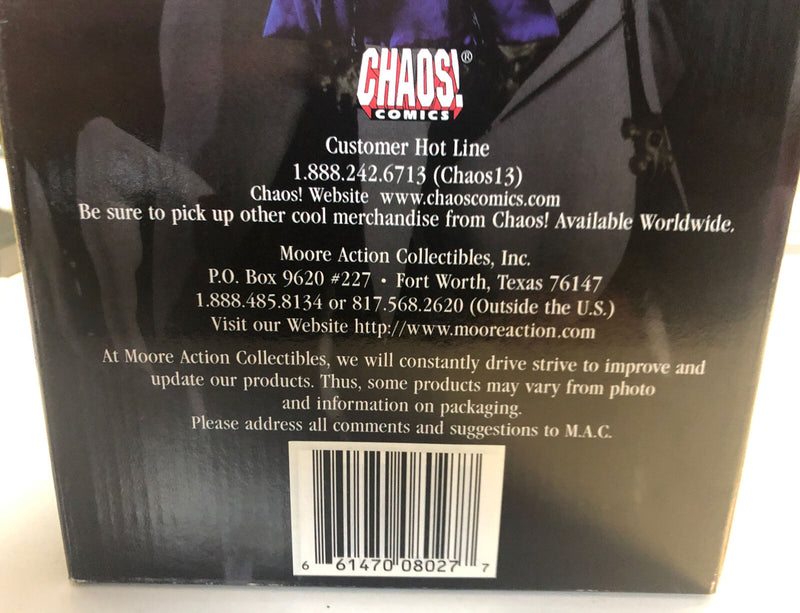 CHAOS!®
COMICS
Customer Hot Line
1.888.242.6713 (Chaos13)
Chaos! Website www.chaoscomics.com
Be sure to pick up other cool merchandise from Chaos! Available Worldwide.
Moore Action Collectibles, Inc.
P.O. Box 9620 #227 • Fort Worth, Texas 76147
1.888.485.8134 or 817.568.2620 (Outside the U.S.)
Visit our Website http://www.mooreaction.com
At Moore Action Collectibles, we will constantly drive strive to improve and
update our products. Thus, some products may vary from photo
and information on packaging.
Please address all comments and suggestions to M.A.C.
6 61470 08027 7